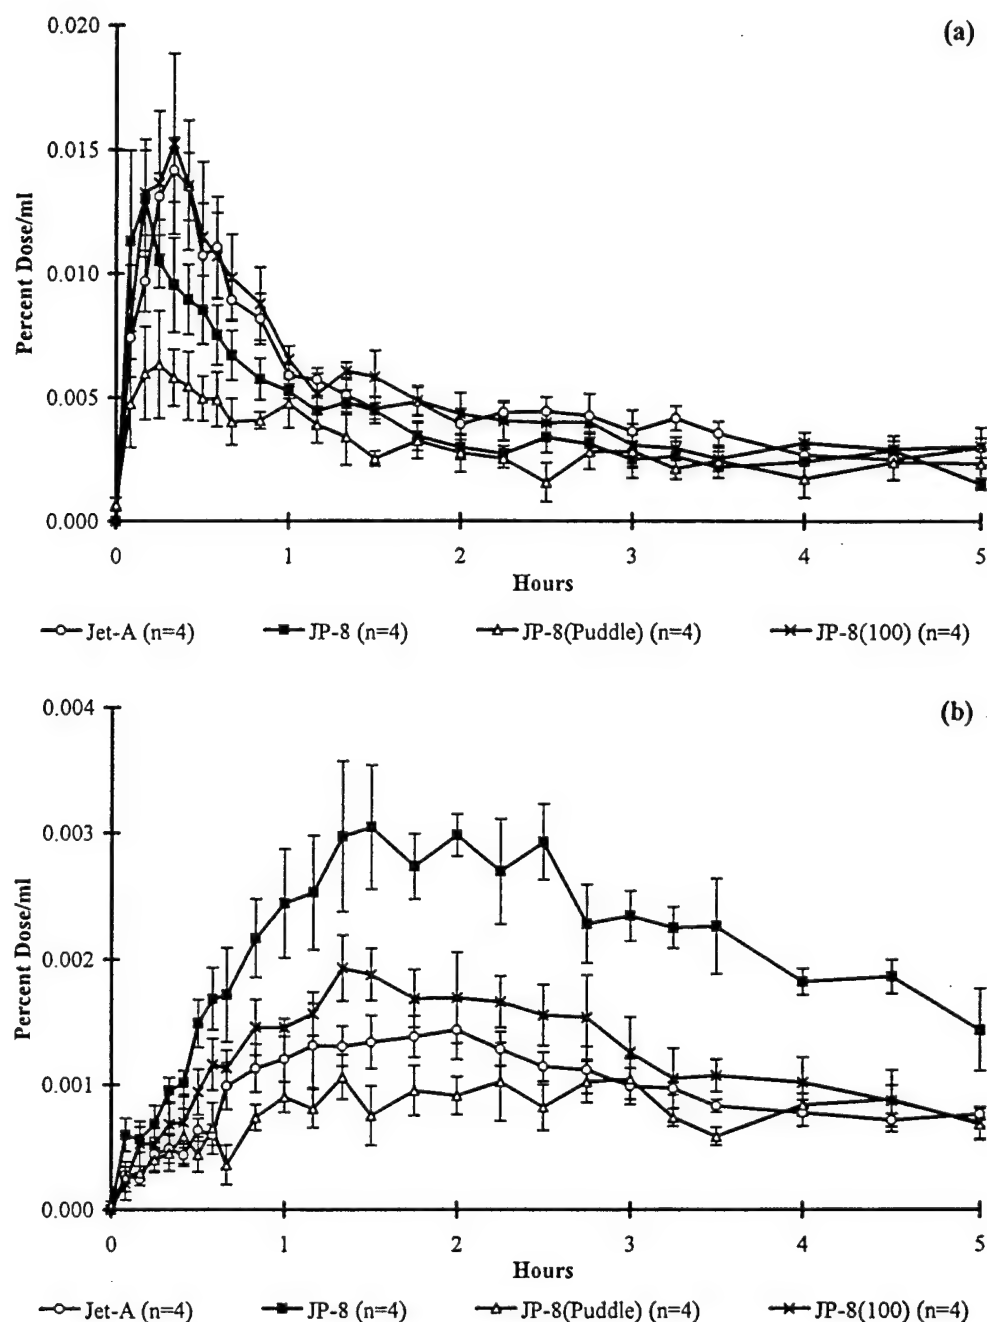 (a)
0.020
0.015
0.010
0.005
0.000
Percent Dose/ml
0 1 2 3 4 5
Hours
Jet-A (n=4) JP-8 (n=4) JP-8(Puddle) (n=4) JP-8(100) (n=4)
(b)
0.004
0.003
0.002
0.001
0.000
Percent Dose/ml
0 1 2 3 4 5
Hours
Jet-A (n=4) JP-8 (n=4) JP-8(Puddle) (n=4) JP-8(100) (n=4)